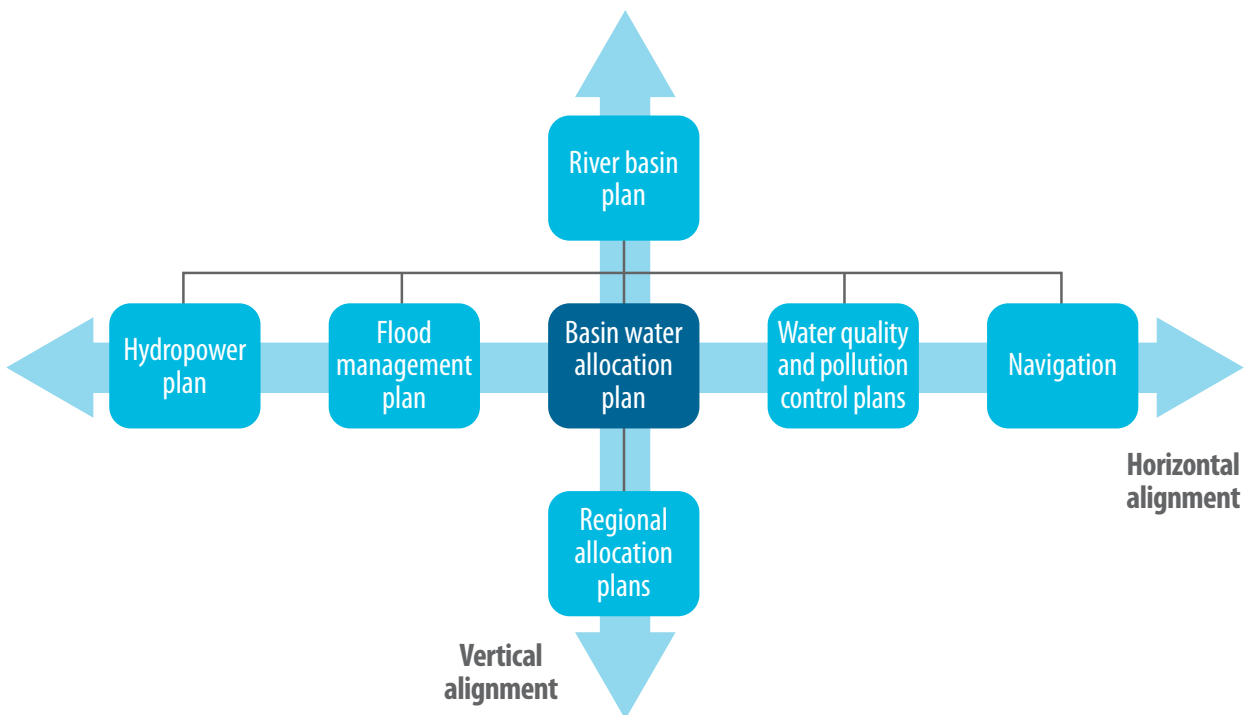 River basin
plan
Hydropower
plan
Flood
management
plan
Basin water
allocation
plan
Water quality
and pollution
control plans
Navigation
Horizontal
alignment
Regional
allocation
plans
Vertical
alignment